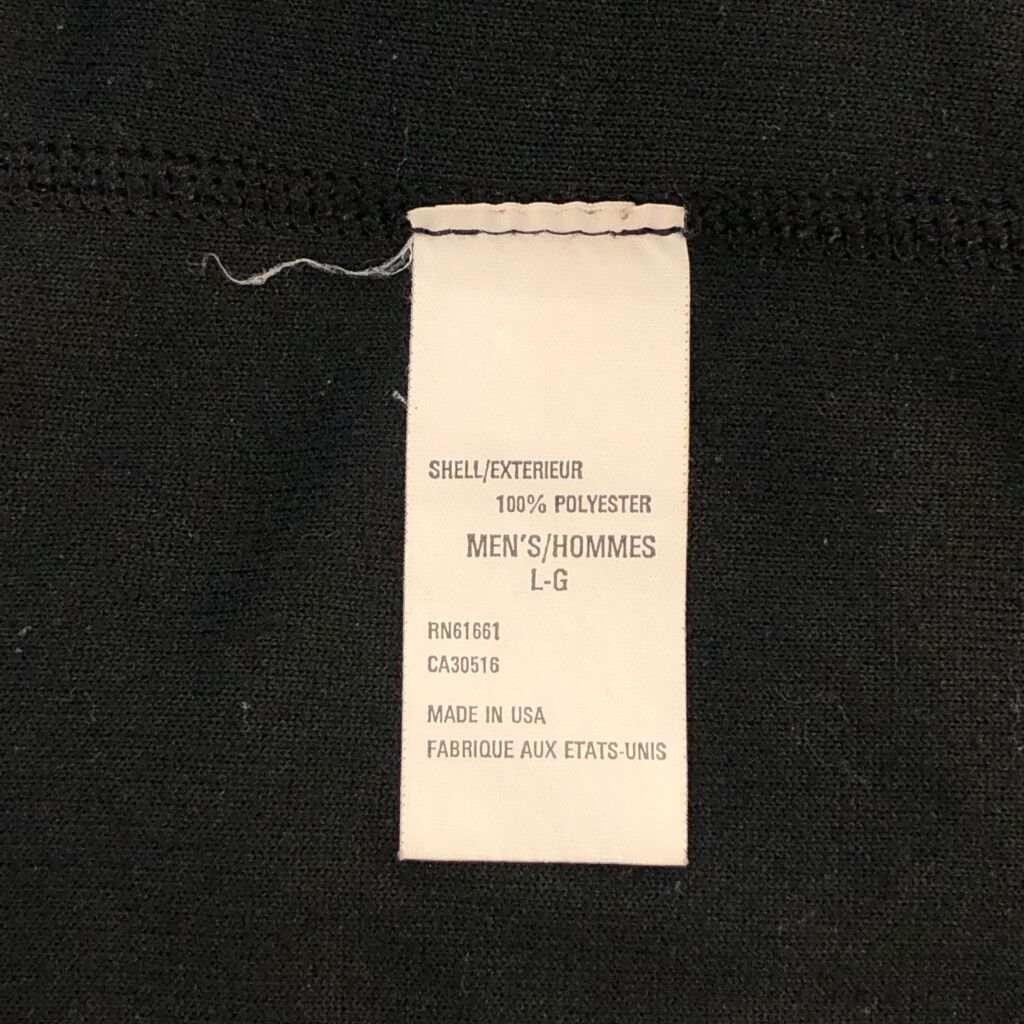 SHELL/EXTERIEUR
100% POLYESTER
MEN'S/HOMMES
L-G
RN61661
CA30516
MADE IN USA
FABRIQUE AUX ETATS-UNIS